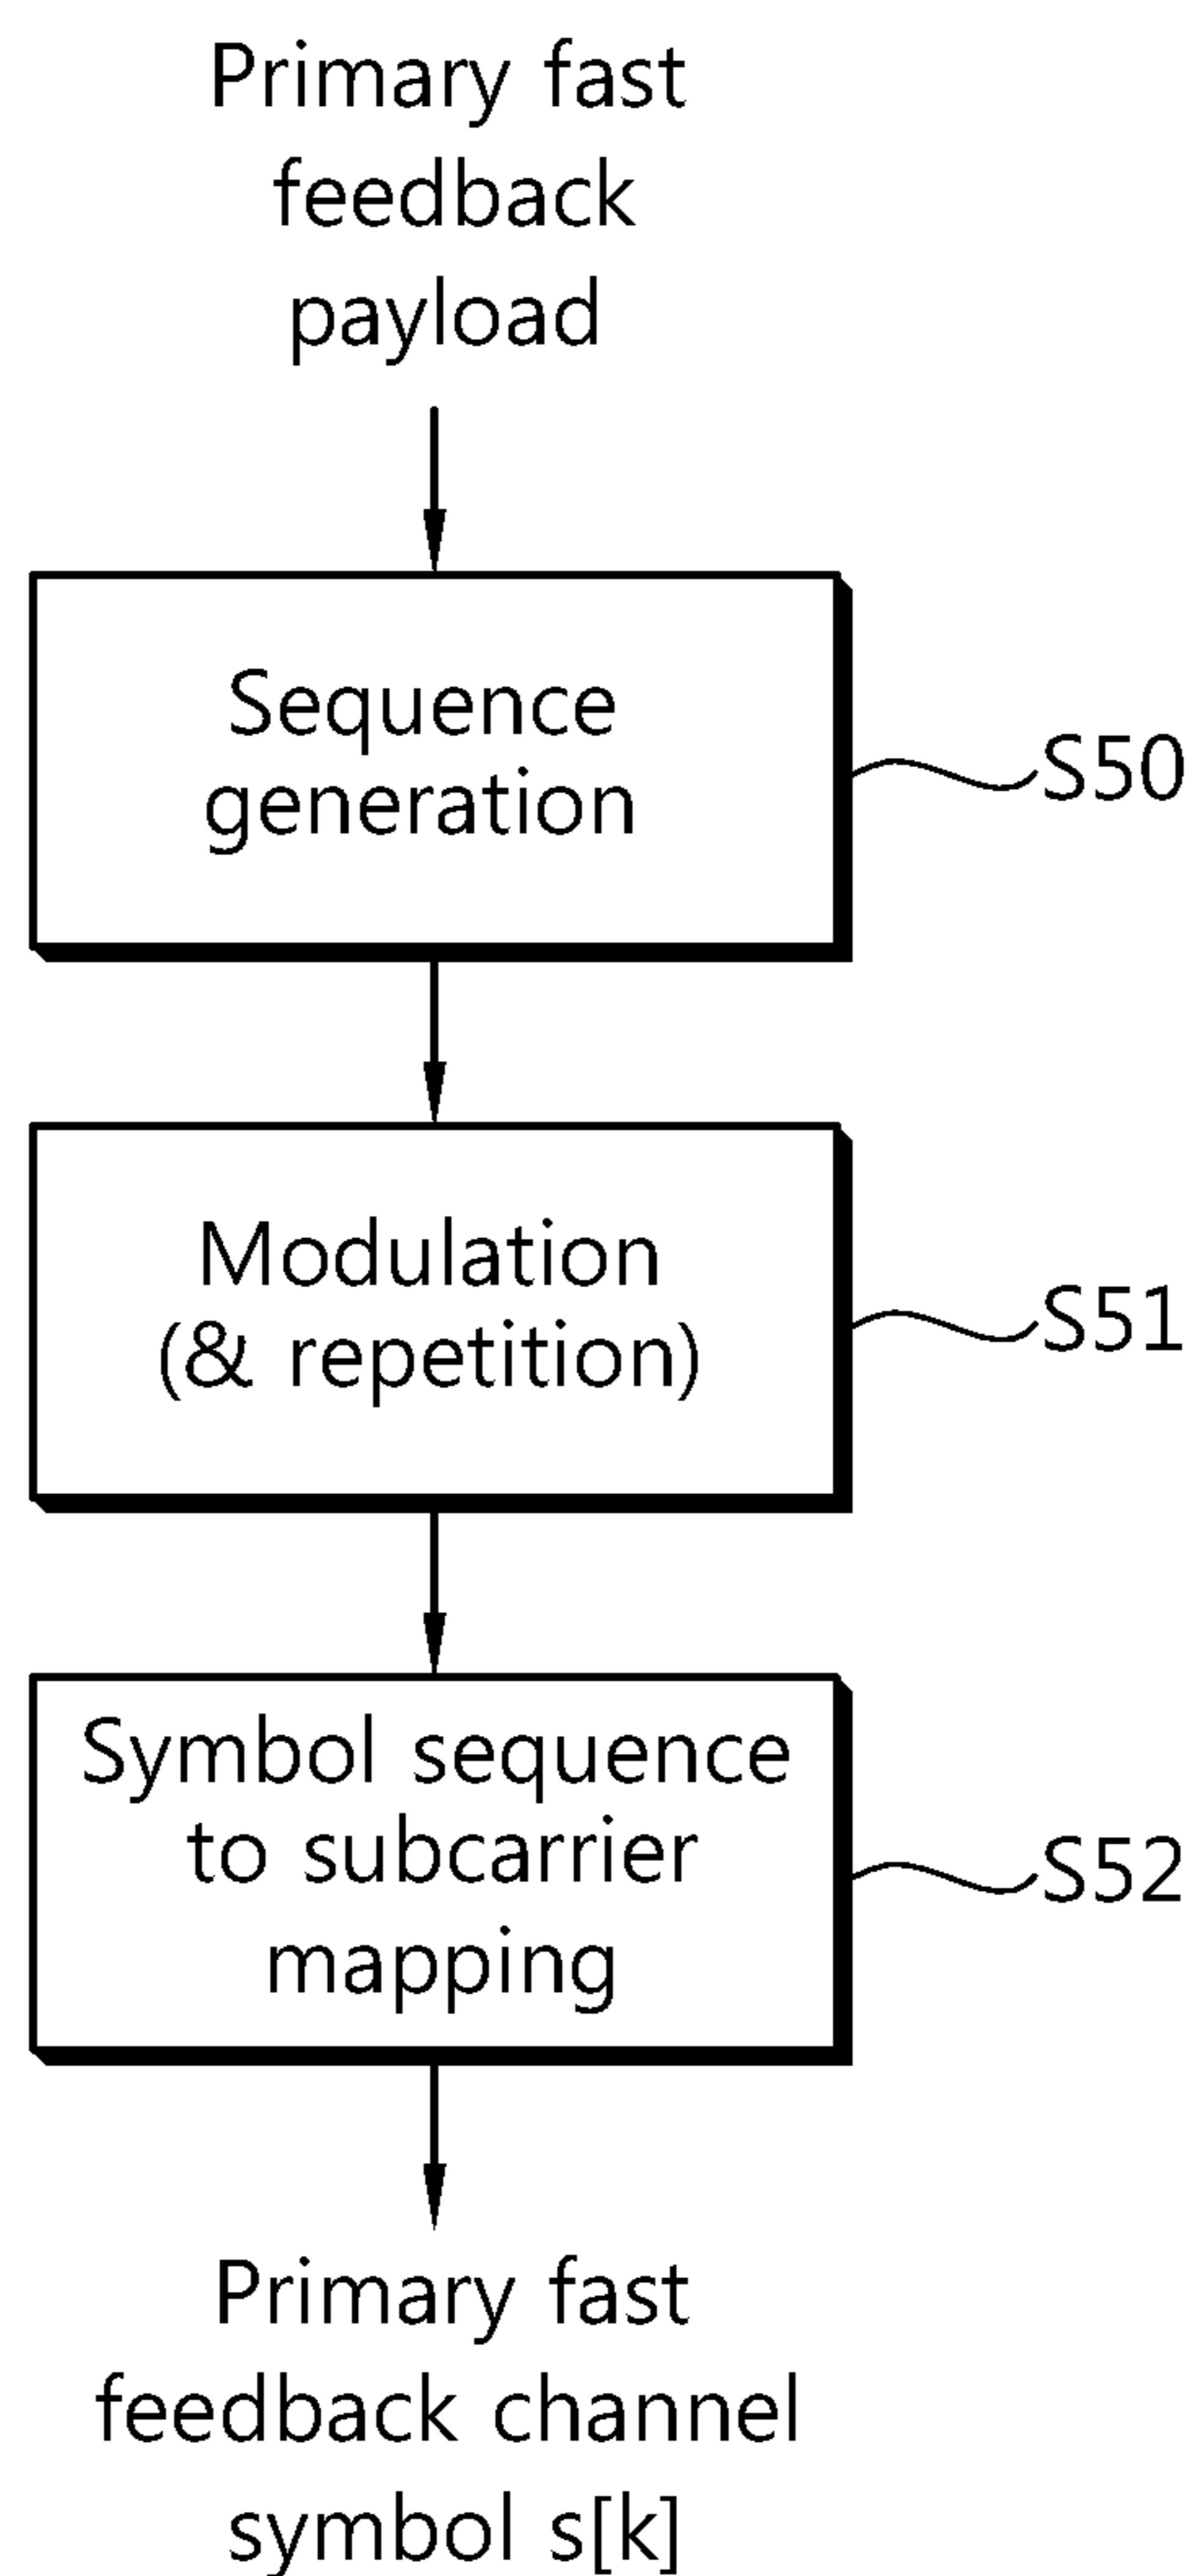 Primary fast
feedback
payload
Sequence
generation
S50
Modulation
(& repetition)
S51
Symbol sequence
to subcarrier
mapping
S52
Primary fast
feedback channel
symbol s[k]